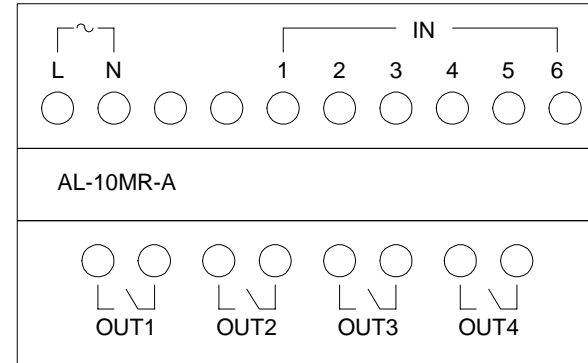 IN
L N 1 2 3 4 5 6
AL-10MR-A
OUT1 OUT2 OUT3 OUT4